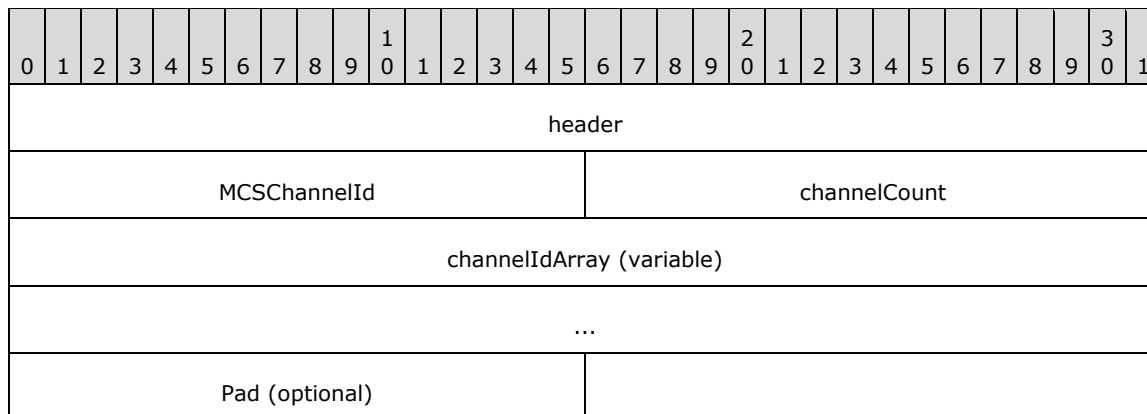 0 1 2 3 4 5 6 7 8 9 1 0 1 2 3 4 5 6 7 8 9 2 0 1 2 3 4 5 6 7 8 9 3 0 1
header
MCSChannelId channelCount
channelIdArray (variable)
...
Pad (optional)